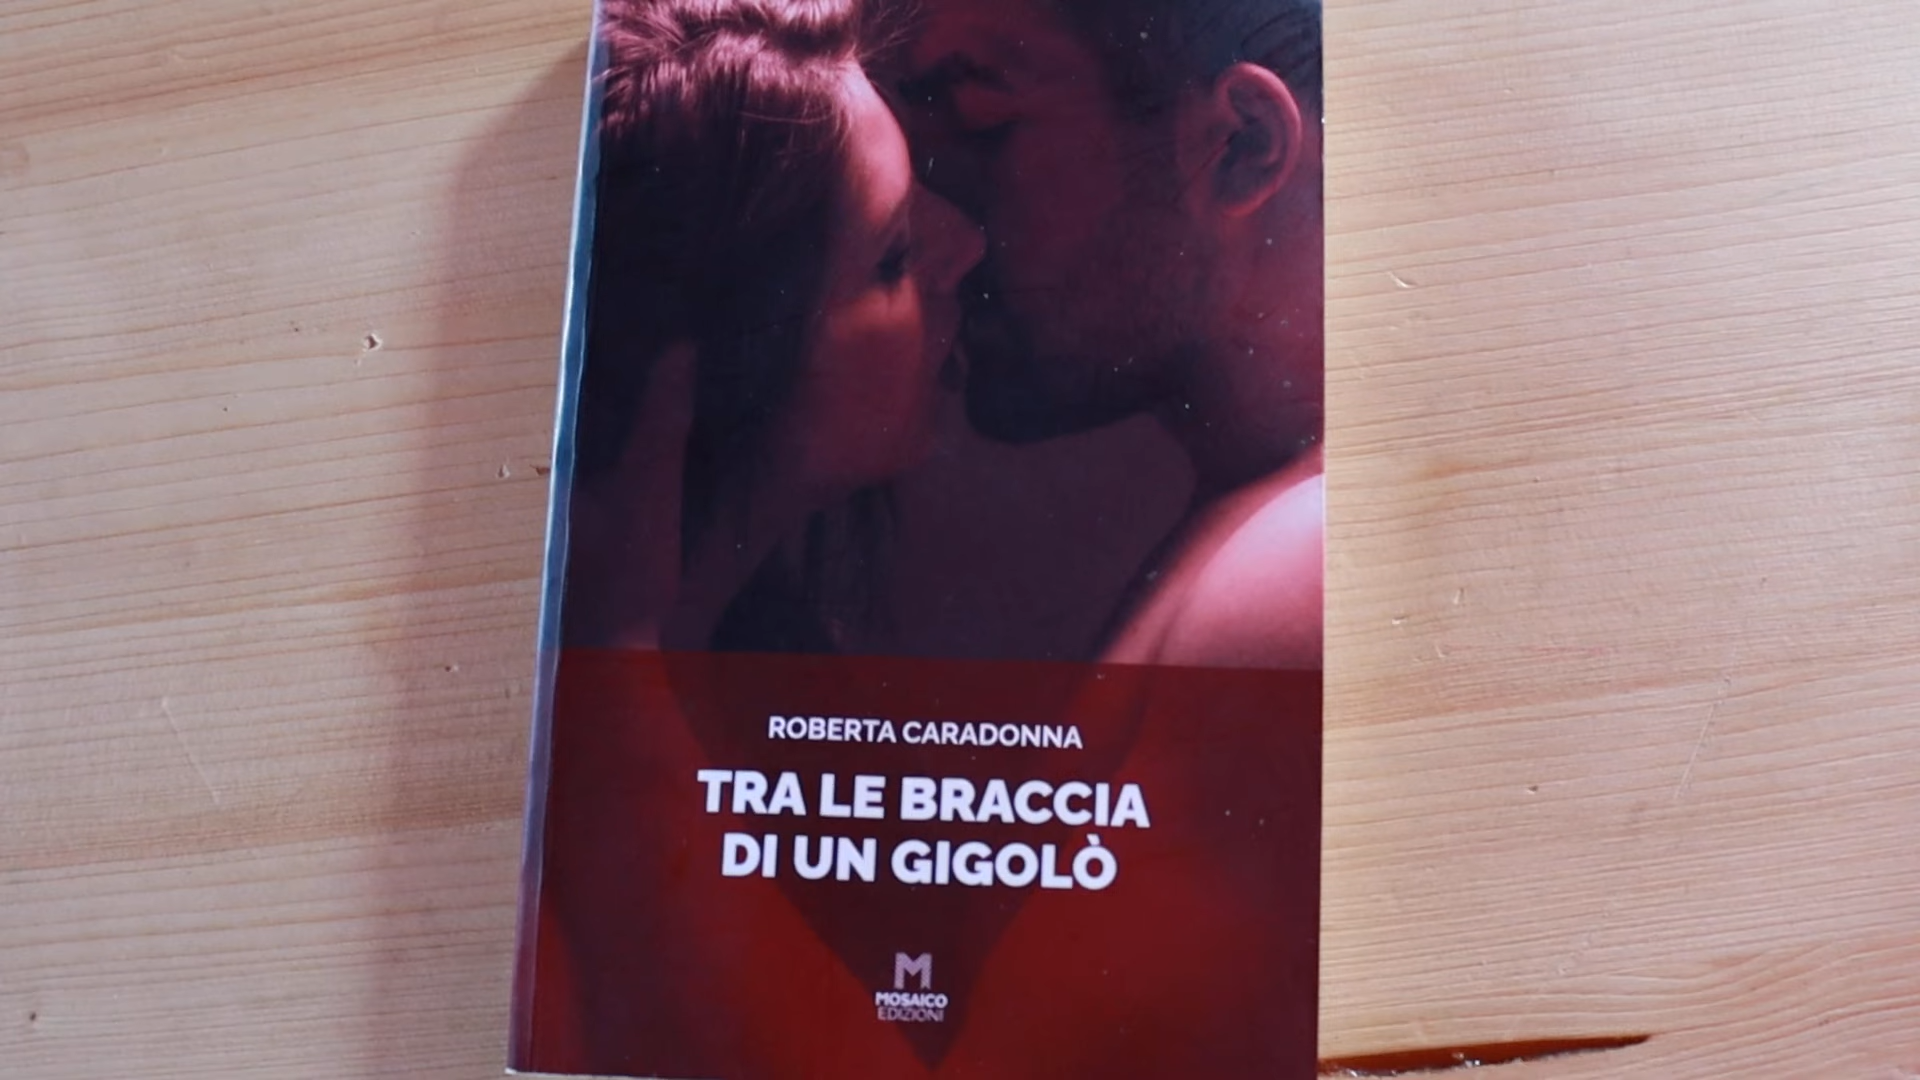 ROBERTA CARADONNA
TRA LE BRACCIA
DI UN GIGOLÒ
M
MOSAICO
EDIZIONI